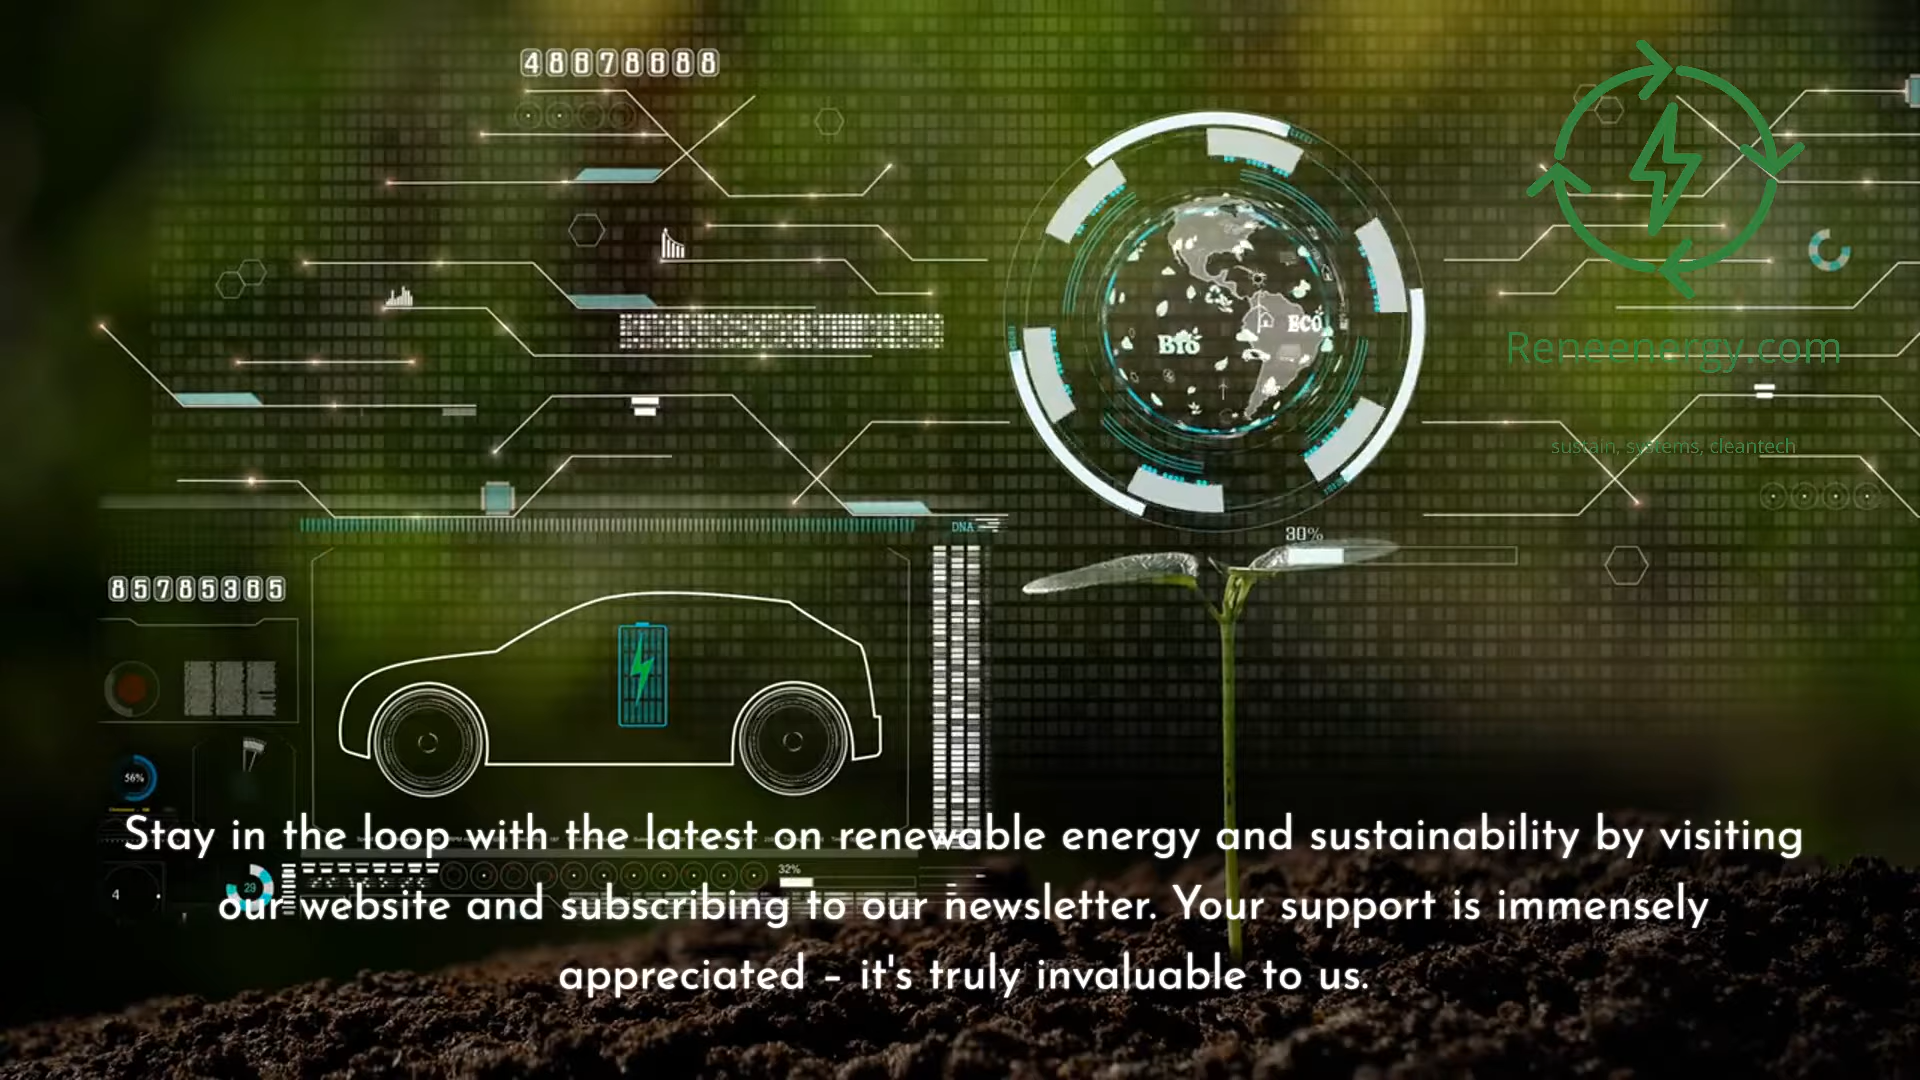 48678688
Reneenergy.com
sustain, systems, cleantech
Bio
ECO
DNA
30%
85785365
56%
Stay in the loop with the latest on renewable energy and sustainability by visiting
32%
4
29
our website and subscribing to our newsletter. Your support is immensely
appreciated – it's truly invaluable to us.